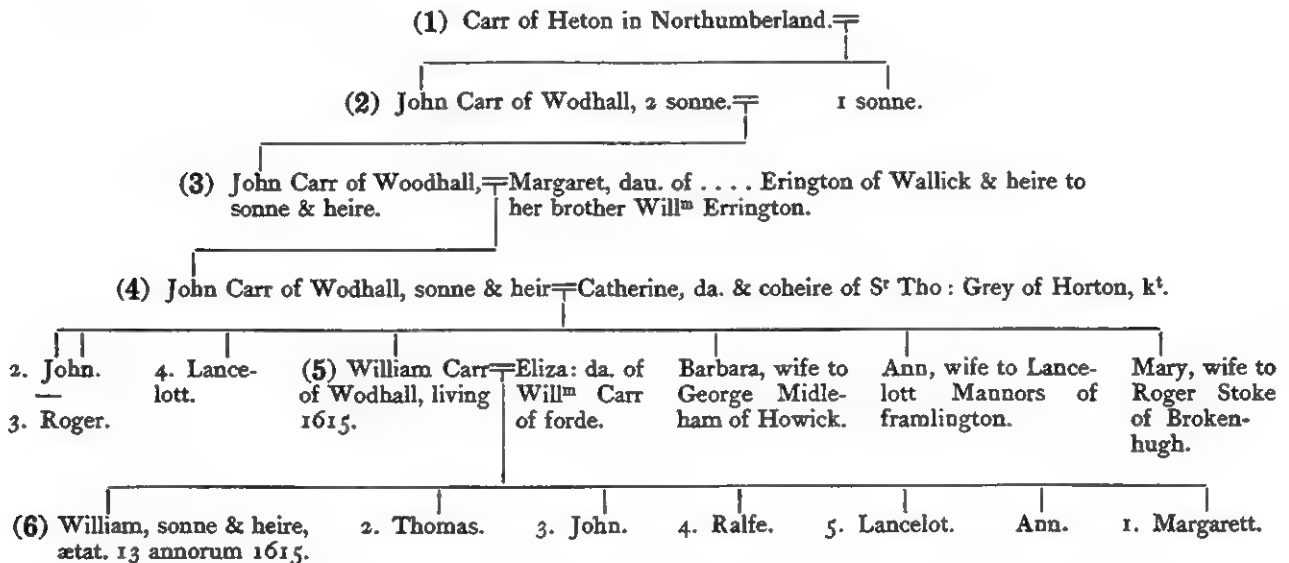 (1) Carr of Heton in Northumberland.
(2) John Carr of Wodhall, 2 sonne.
1 sonne.
(3) John Carr of Woodhall,
sonne & heire.
Margaret, dau. of .... Erington of Wallick & heire to
her brother Willᵐ Errington.
(4) John Carr of Wodhall, sonne & heir
Catherine, da. & coheire of Sʳ Tho: Grey of Horton, kᵗ.
2. John.
3. Roger.
4. Lance-
lott.
(5) William Carr
of Wodhall, living
1615.
Eliza: da. of
Willᵐ Carr
of forde.
Barbara, wife to
George Midle-
ham of Howick.
Ann, wife to Lance-
lott Mannors of
framlington.
Mary, wife to
Roger Stoke
of Broken-
hugh.
(6) William, sonne & heire,
ætat. 13 annorum 1615.
2. Thomas.
3. John.
4. Ralfe.
5. Lancelot.
Ann.
1. Margarett.